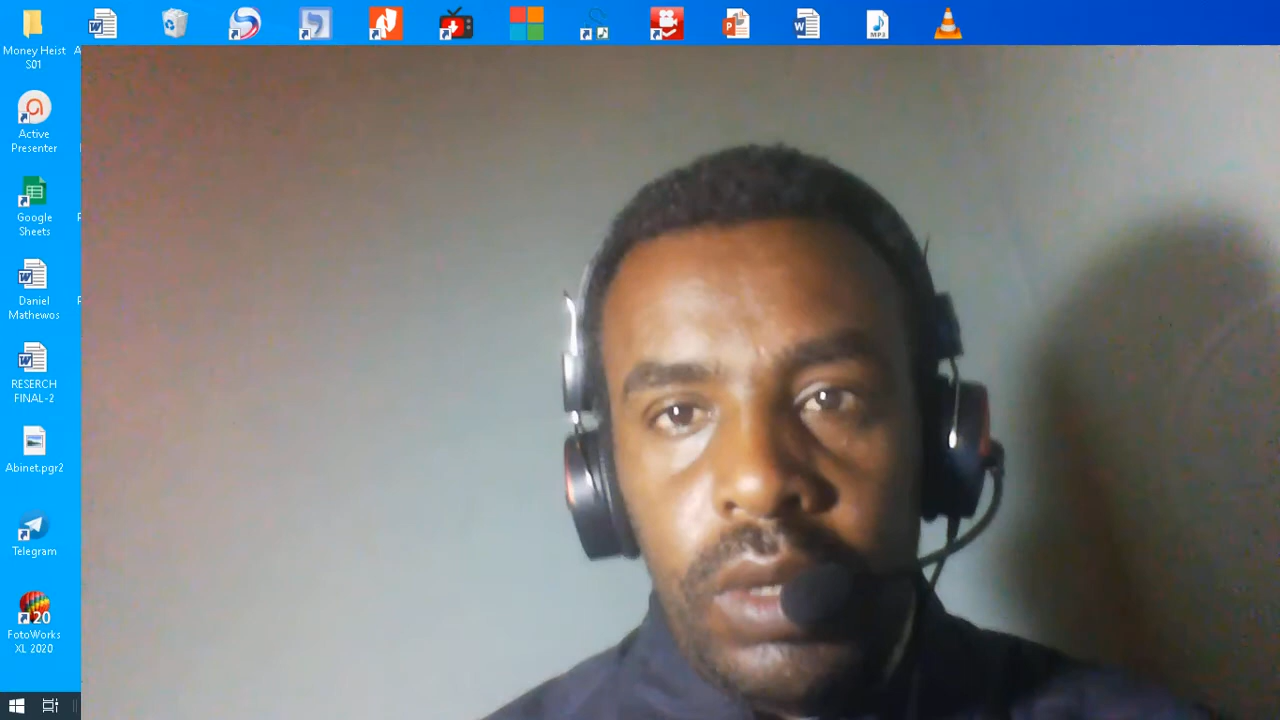 MP3
Money Heist
S01
Active
Presenter
Google
Sheets
Daniel
Mathewos
RESERCH
FINAL-2
Abinet.pgr2
Telegram
20
FotoWorks
XL 2020